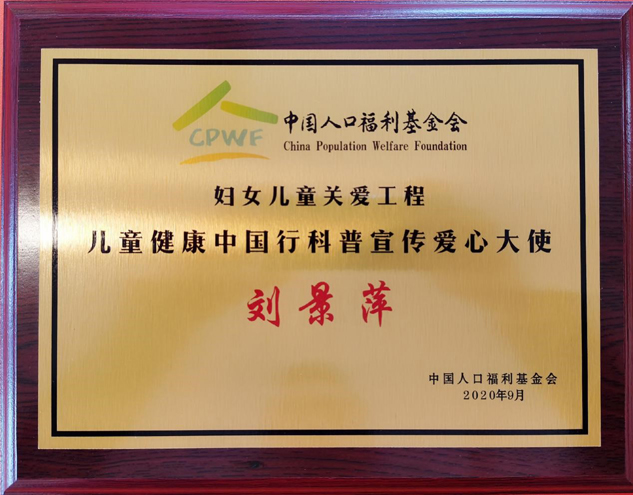 CPWF
中国人口福利基金会
China Population Welfare Foundation
妇女儿童关爱工程
儿童健康中国行科普宣传爱心大使
刘景萍
中国人口福利基金会
2020年9月